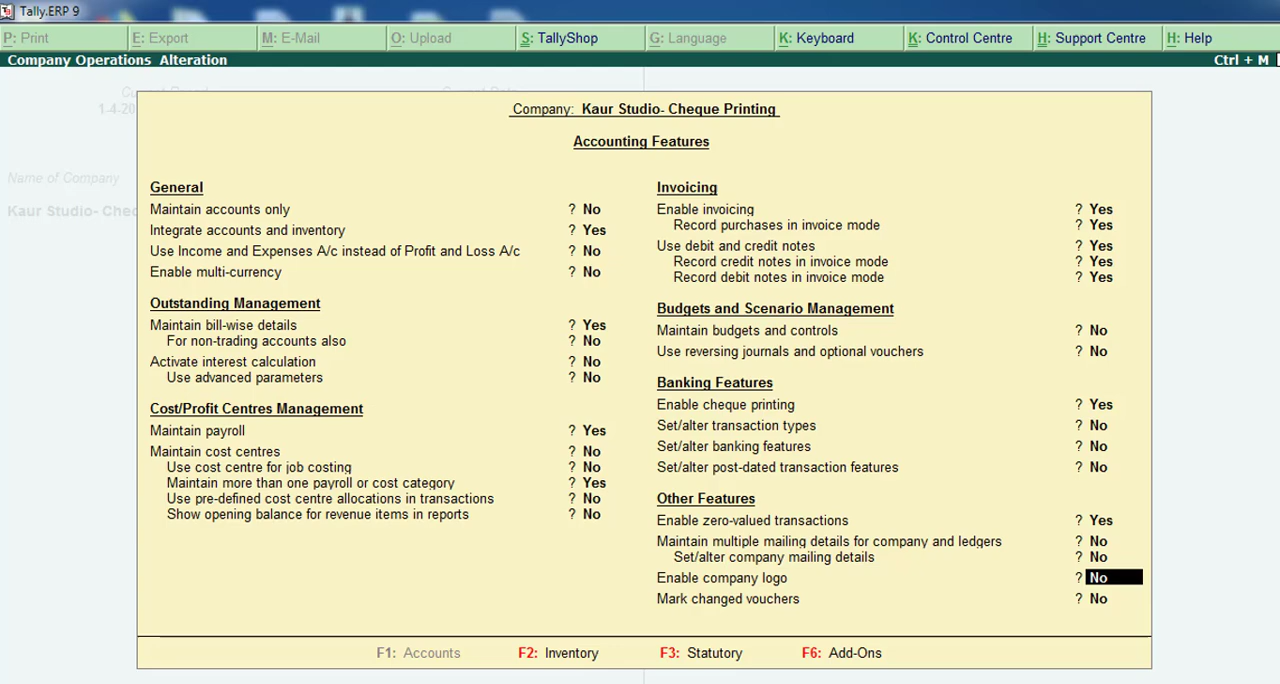 Tally.ERP 9
P: Print E: Export M: E-Mail O: Upload S: TallyShop G: Language K: Keyboard K: Control Centre H: Support Centre H: Help
Company Operations Alteration Ctrl + M
1-4-20
Name of Company
Kaur Studio- Chec
Company: Kaur Studio- Cheque Printing
Accounting Features
General
Maintain accounts only ? No
Integrate accounts and inventory ? Yes
Use Income and Expenses A/c instead of Profit and Loss A/c ? No
Enable multi-currency ? No
Outstanding Management
Maintain bill-wise details ? Yes
For non-trading accounts also ? No
Activate interest calculation ? No
Use advanced parameters ? No
Cost/Profit Centres Management
Maintain payroll ? Yes
Maintain cost centres ? No
Use cost centre for job costing ? No
Maintain more than one payroll or cost category ? Yes
Use pre-defined cost centre allocations in transactions ? No
Show opening balance for revenue items in reports ? No
Invoicing
Enable invoicing ? Yes
Record purchases in invoice mode ? Yes
Use debit and credit notes ? Yes
Record credit notes in invoice mode ? Yes
Record debit notes in invoice mode ? Yes
Budgets and Scenario Management
Maintain budgets and controls ? No
Use reversing journals and optional vouchers ? No
Banking Features
Enable cheque printing ? Yes
Set/alter transaction types ? No
Set/alter banking features ? No
Set/alter post-dated transaction features ? No
Other Features
Enable zero-valued transactions ? Yes
Maintain multiple mailing details for company and ledgers ? No
Set/alter company mailing details ? No
Enable company logo ? No
Mark changed vouchers ? No
F1: Accounts F2: Inventory F3: Statutory F6: Add-Ons